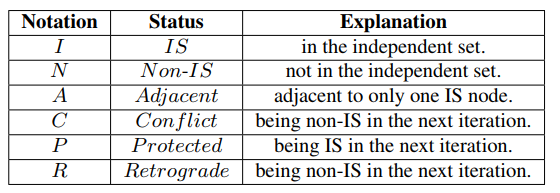 Notation Status Explanation
I IS in the independent set.
N Non-IS not in the independent set.
A Adjacent adjacent to only one IS node.
C Conflict being non-IS in the next iteration.
P Protected being IS in the next iteration.
R Retrograde being non-IS in the next iteration.